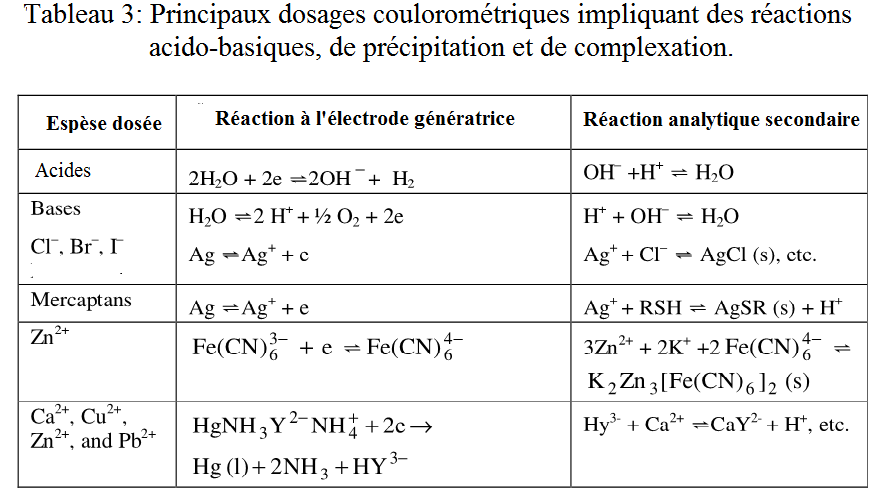 Tableau 3: Principaux dosages coulorométriques impliquant des réactions
acido-basiques, de précipitation et de complexation.
Espèse dosée	Réaction à l'électrode génératrice	Réaction analytique secondaire
Acides	2H₂O + 2e ⇌2OH⁻ + H₂	OH⁻ +H⁺ ⇌ H₂O
Bases	H₂O ⇌2 H⁺ + ½ O₂ + 2e	H⁺ + OH⁻ ⇌ H₂O
Cl⁻, Br⁻, I⁻	Ag ⇌Ag⁺ + c	Ag⁺ + Cl⁻ ⇌ AgCl (s), ctc.
Mercaptans	Ag ⇌Ag⁺ + e	Ag⁺ + RSH ⇌ AgSR (s) + H⁺
Zn²⁺	Fe(CN)₆³⁻ + e ⇌ Fe(CN)₆⁴⁻	3Zn²⁺ + 2K⁺ +2 Fe(CN)₆⁴⁻ ⇌
K₂Zn₃[Fe(CN)₆]₂ (s)
Ca²⁺, Cu²⁺,	HgNH₃Y²⁻NH₄⁺ + 2c →	Hy³⁻ + Ca²⁺ ⇌CaY²⁻ + H⁺, etc.
Zn²⁺, and Pb²⁺	Hg (l) + 2NH₃ + HY³⁻